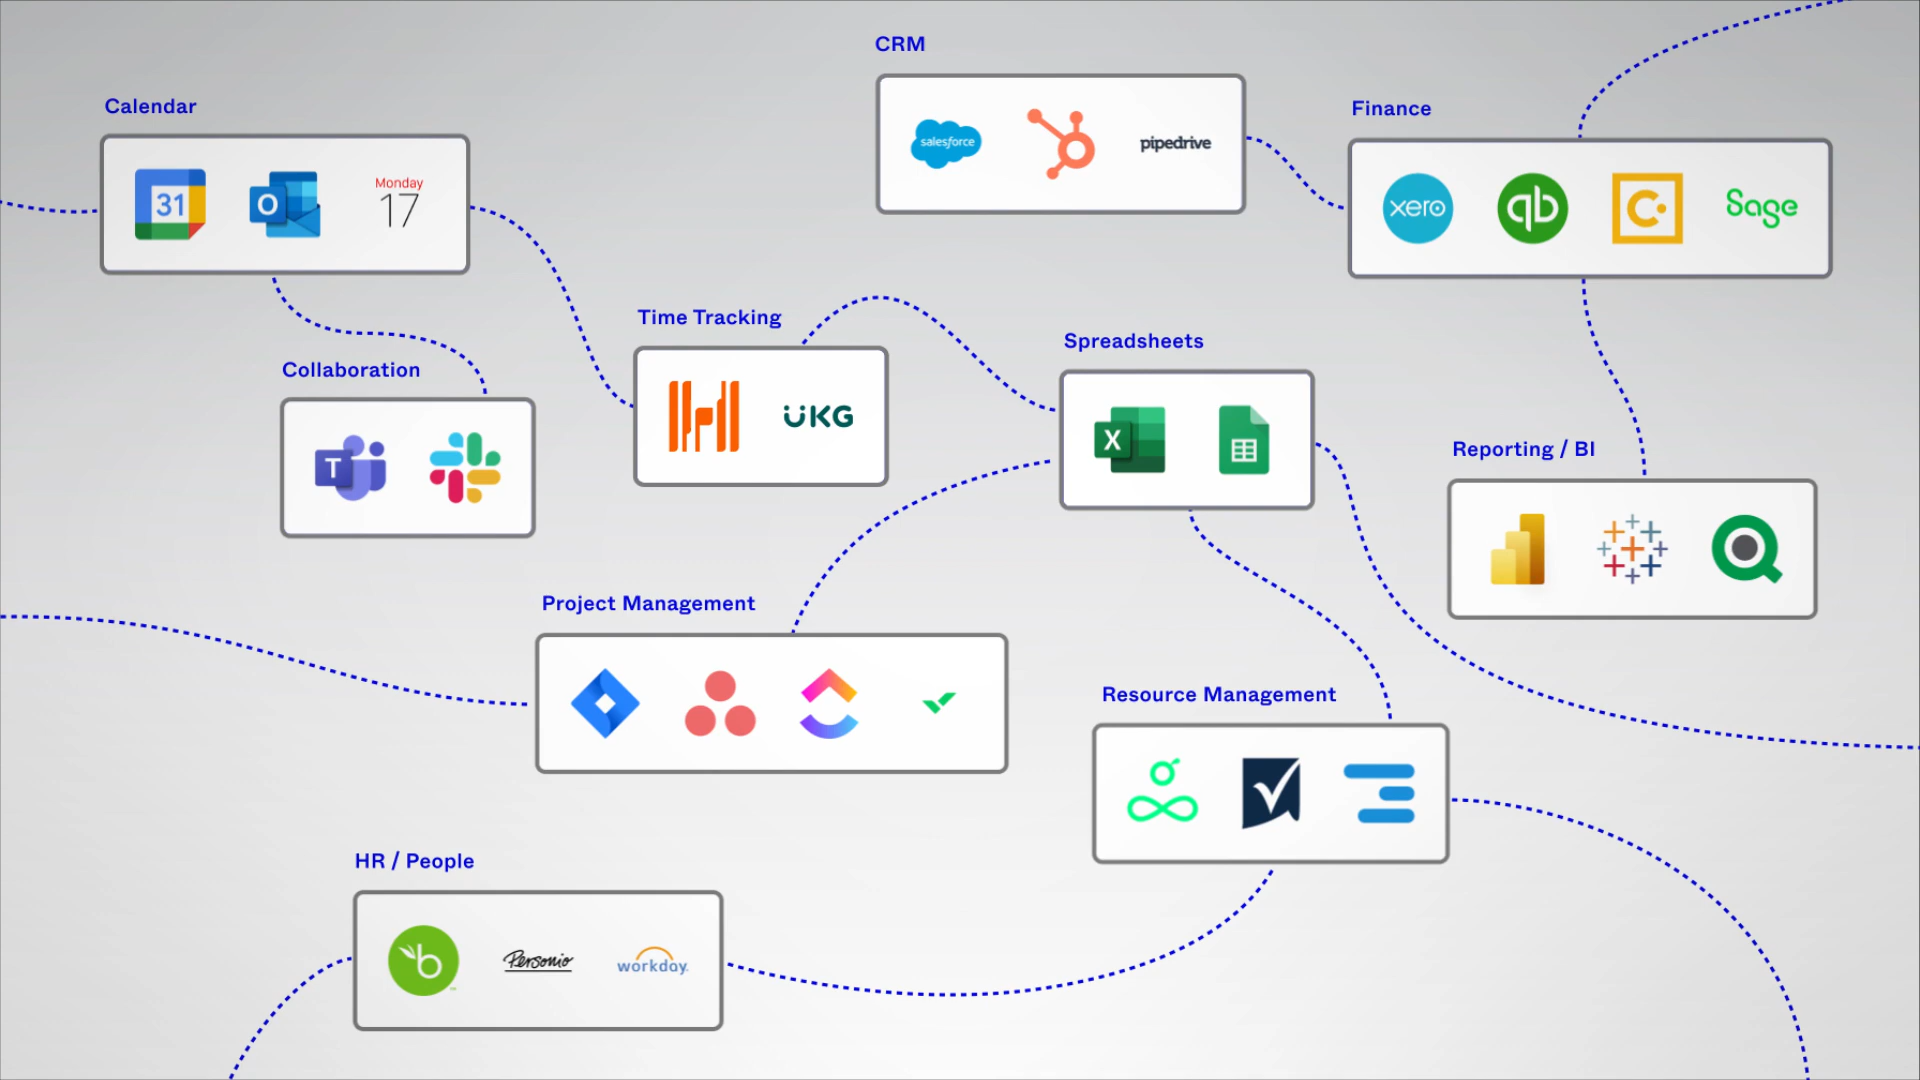 CRM
salesforce
pipedrive
Calendar
31
O
Monday
17
Finance
xero
qb
C
Sage
Time Tracking
UKG
Spreadsheets
X
Collaboration
T
Reporting / BI
Project Management
Resource Management
HR / People
b
Personio
workday.